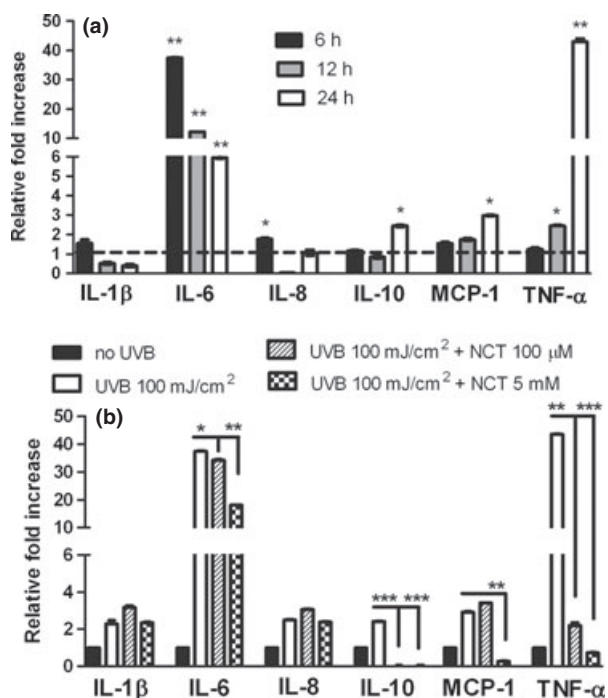 (a)
Relative fold increase
50
40
30
20
10
6
5
4
3
2
1
0
6 h
12 h
24 h
**
**
**
*
*
*
*
**
IL-1β
IL-6
IL-8
IL-10
MCP-1
TNF-α
no UVB
UVB 100 mJ/cm²
UVB 100 mJ/cm² + NCT 100 µM
UVB 100 mJ/cm² + NCT 5 mM
(b)
Relative fold increase
50
40
30
20
10
6
4
2
0
* **
*** ***
**
** ***
IL-1β
IL-6
IL-8
IL-10
MCP-1
TNF-α